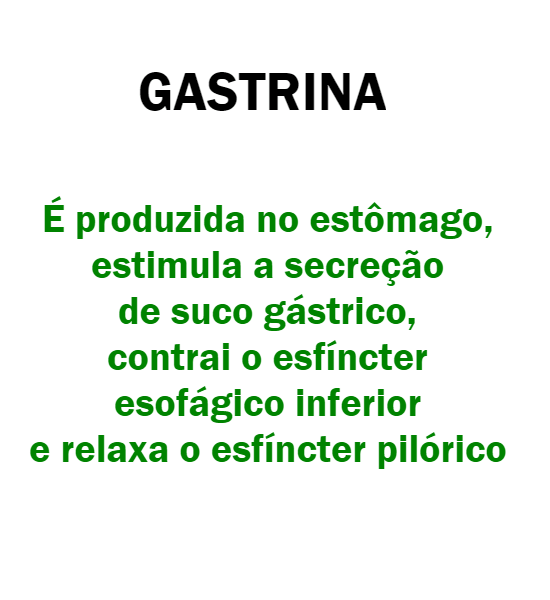 GASTRINA
É produzida no estômago,
estimula a secreção
de suco gástrico,
contrai o esfíncter
esofágico inferior
e relaxa o esfíncter pilórico